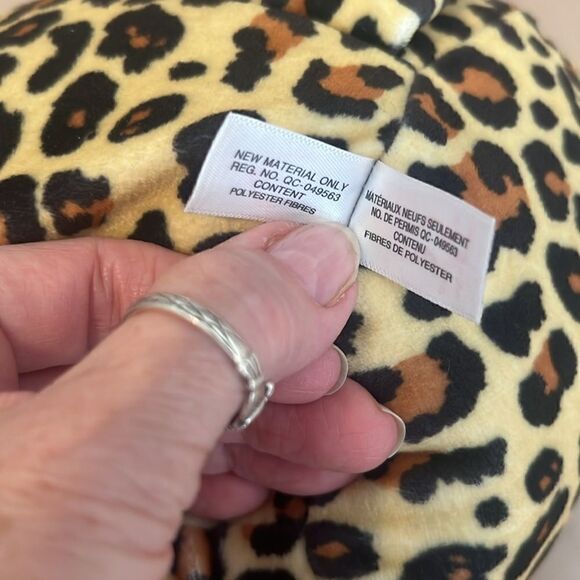 NEW MATERIAL ONLY
REG. NO. QC-049563
CONTENT
POLYESTER FIBRES
MATÉRIAUX NEUFS SEULEMENT
NO. DE PERMIS QC-049563
CONTENU
FIBRES DE POLYESTER